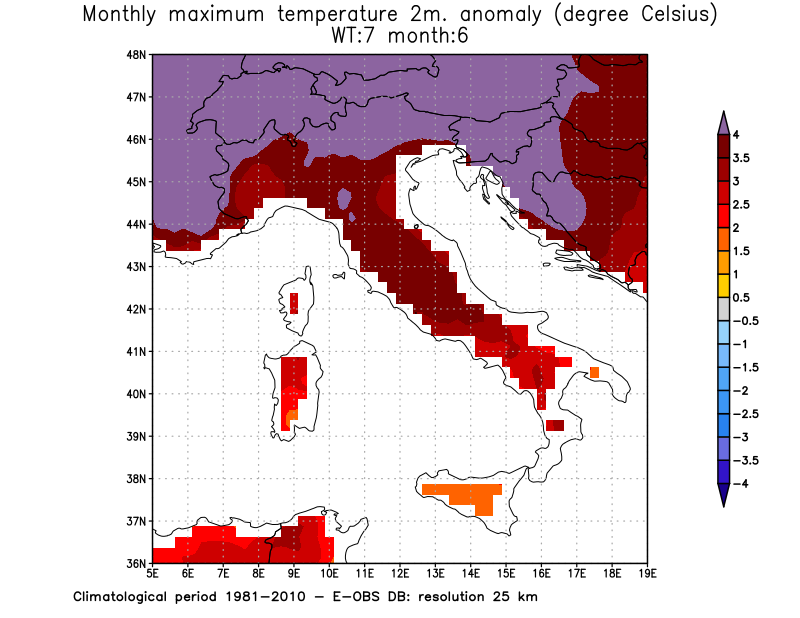 Monthly maximum temperature 2m. anomaly (degree Celsius)
WT:7 month:6
48N
47N
46N
45N
44N
43N
42N
41N
40N
39N
38N
37N
36N
5E 6E 7E 8E 9E 10E 11E 12E 13E 14E 15E 16E 17E 18E 19E
4
3.5
3
2.5
2
1.5
1
0.5
−0.5
−1
−1.5
−2
−2.5
−3
−3.5
−4
Climatological period 1981−2010 − E−OBS DB: resolution 25 km